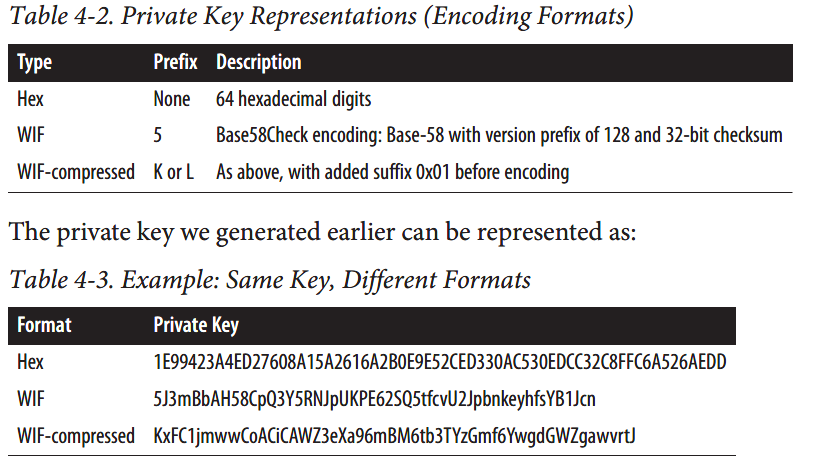 Table 4-2. Private Key Representations (Encoding Formats)
Type Prefix Description
Hex None 64 hexadecimal digits
WIF 5 Base58Check encoding: Base-58 with version prefix of 128 and 32-bit checksum
WIF-compressed K or L As above, with added suffix 0x01 before encoding
The private key we generated earlier can be represented as:
Table 4-3. Example: Same Key, Different Formats
Format Private Key
Hex 1E99423A4ED27608A15A2616A2B0E9E52CED330AC530EDCC32C8FFC6A526AEDD
WIF 5J3mBbAH58CpQ3Y5RNJpUKPE62SQ5tfcvU2JpbnkeyhfsYB1Jcn
WIF-compressed KxFC1jmwwCoACiCAWZ3eXa96mBM6tb3TYzGmf6YwgdGWZgawvrtJ